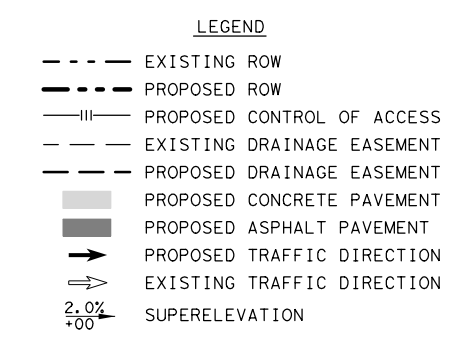 LEGEND
EXISTING ROW
PROPOSED ROW
PROPOSED CONTROL OF ACCESS
EXISTING DRAINAGE EASEMENT
PROPOSED DRAINAGE EASEMENT
PROPOSED CONCRETE PAVEMENT
PROPOSED ASPHALT PAVEMENT
PROPOSED TRAFFIC DIRECTION
EXISTING TRAFFIC DIRECTION
2.0%
+00
SUPERELEVATION